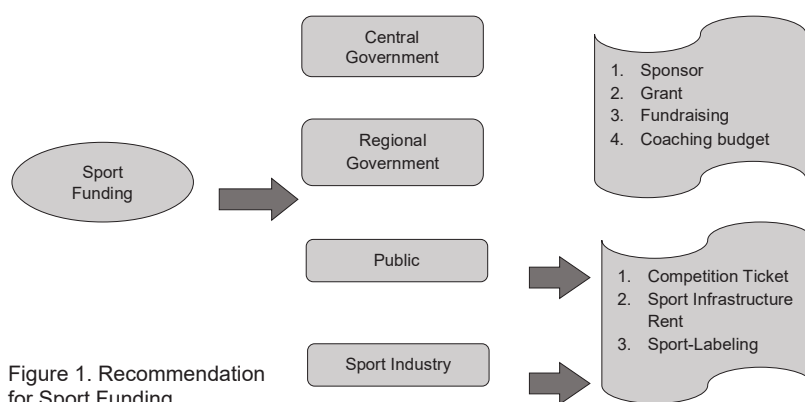 Sport
Funding
Central
Government
Regional
Government
Public
Sport Industry
1. Sponsor
2. Grant
3. Fundraising
4. Coaching budget
1. Competition Ticket
2. Sport Infrastructure
Rent
3. Sport-Labeling
Figure 1. Recommendation
for Sport Funding